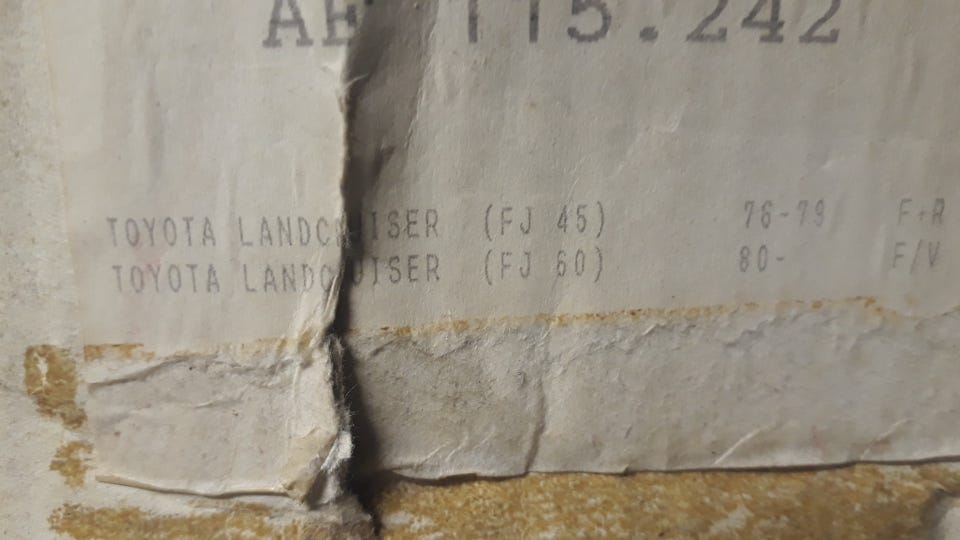 AE 115.242
TOYOTA LANDCRUISER (FJ 45) 76-79 F+R
TOYOTA LANDCRUISER (FJ 60) 80- F/V